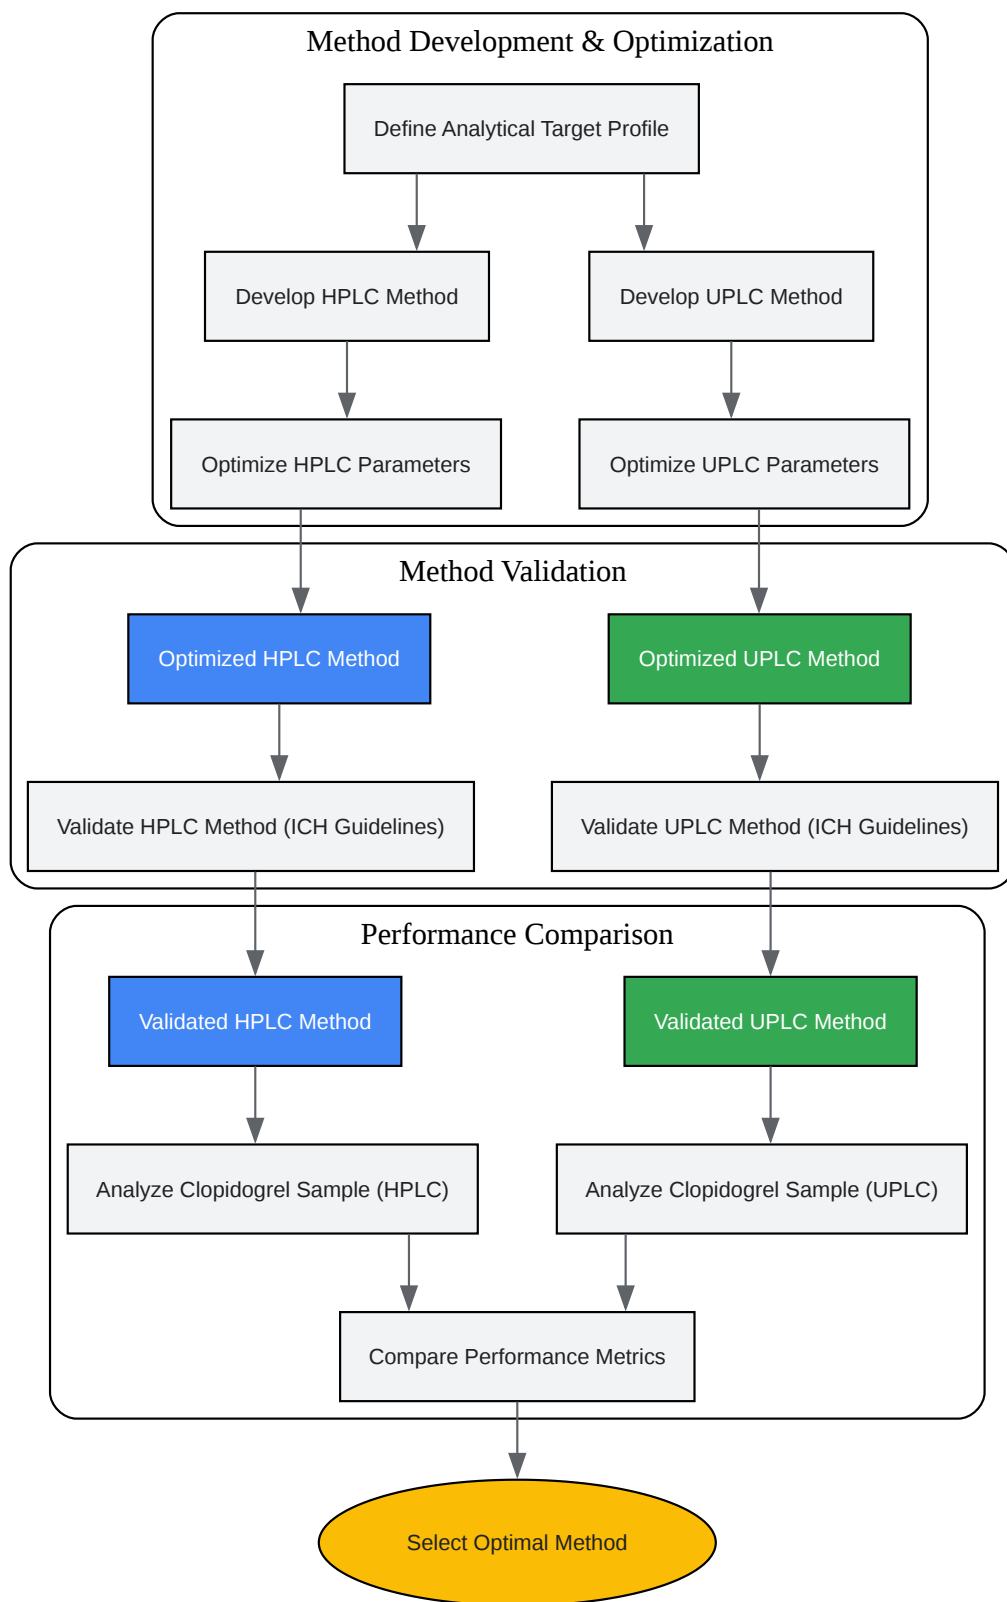 Method Development & Optimization
Define Analytical Target Profile
Develop HPLC Method
Develop UPLC Method
Optimize HPLC Parameters
Optimize UPLC Parameters
Method Validation
Optimized HPLC Method
Optimized UPLC Method
Validate HPLC Method (ICH Guidelines)
Validate UPLC Method (ICH Guidelines)
Performance Comparison
Validated HPLC Method
Validated UPLC Method
Analyze Clopidogrel Sample (HPLC)
Analyze Clopidogrel Sample (UPLC)
Compare Performance Metrics
Select Optimal Method